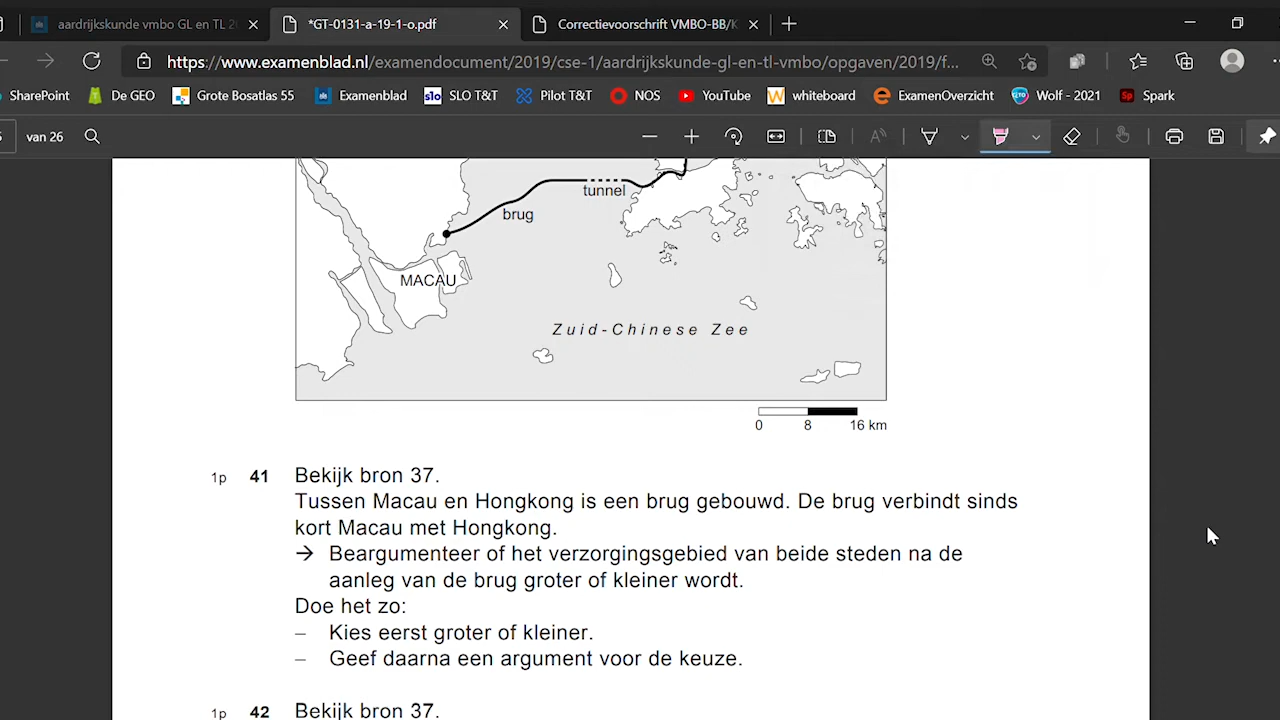 aardrijkskunde vmbo GL en TL 2
*GT-0131-a-19-1-o.pdf
Correctievoorschrift VMBO-BB/K
https://www.examenblad.nl/examendocument/2019/cse-1/aardrijkskunde-gl-en-tl-vmbo/opgaven/2019/f...
SharePoint
De GEO
Grote Bosatlas 55
Examenblad
slo
SLO T&T
Pilot T&T
NOS
YouTube
W
whiteboard
e
ExamenOverzicht
Wolf - 2021
Sp
Spark
van 26
tunnel
brug
MACAU
Zuid-Chinese Zee
0 8 16 km
1p 41 Bekijk bron 37.
Tussen Macau en Hongkong is een brug gebouwd. De brug verbindt sinds
kort Macau met Hongkong.
→ Beargumenteer of het verzorgingsgebied van beide steden na de
aanleg van de brug groter of kleiner wordt.
Doe het zo:
– Kies eerst groter of kleiner.
– Geef daarna een argument voor de keuze.
1p 42 Bekijk bron 37.